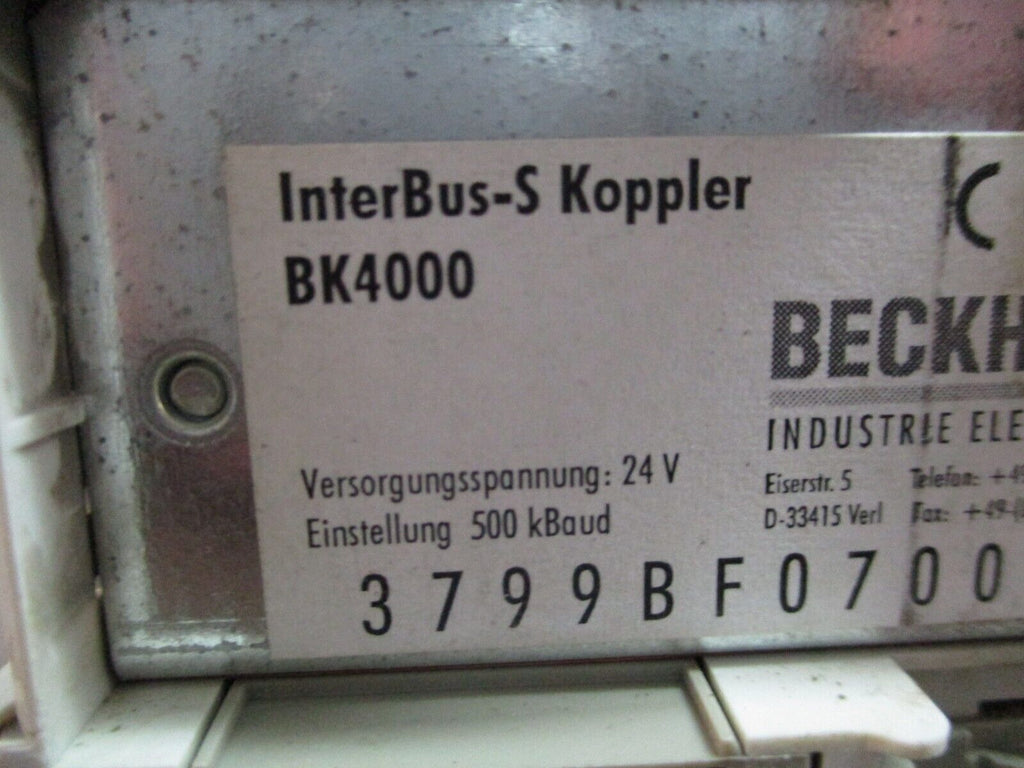 InterBus-S Koppler
BK4000
BECKH
INDUSTRIE ELE
Versorgungsspannung: 24 V
Einstellung 500 kBaud
Eiserstr. 5
D-33415 Verl
Telefon: +49
Fax: +49-(
3799BF0700